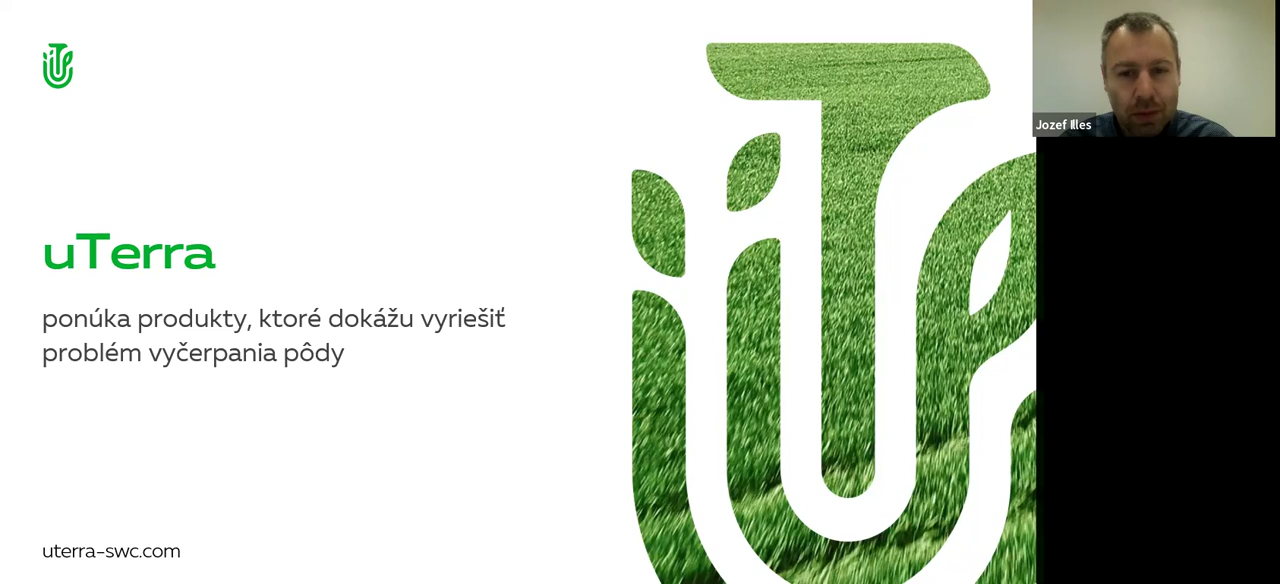 uTerra
ponúka produkty, ktoré dokážu vyriešiť
problém vyčerpania pôdy
uterra-swc.com
Jozef Illes